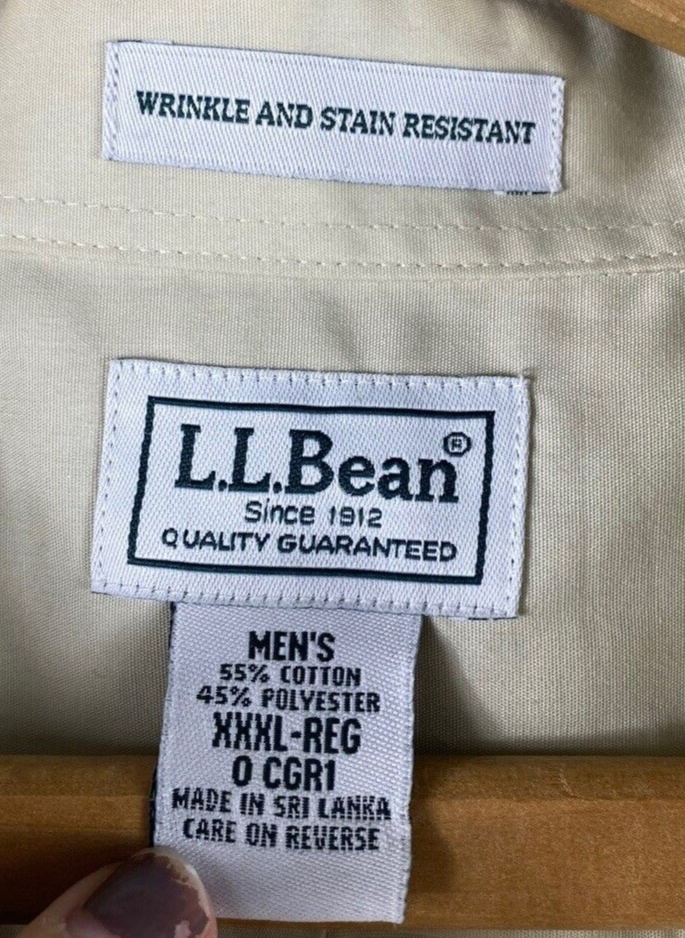 WRINKLE AND STAIN RESISTANT
L.L.Bean®
Since 1912
QUALITY GUARANTEED
MEN'S
55% COTTON
45% POLYESTER
XXXL-REG
0 CGR1
MADE IN SRI LANKA
CARE ON REVERSE